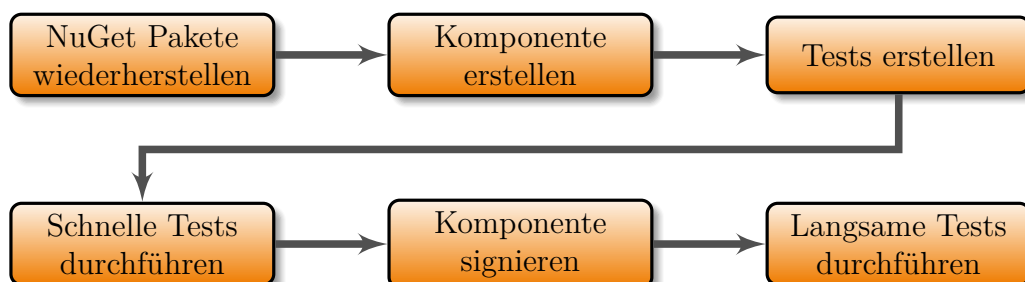 NuGet Pakete
wiederherstellen
Komponente
erstellen
Tests erstellen
Schnelle Tests
durchführen
Komponente
signieren
Langsame Tests
durchführen